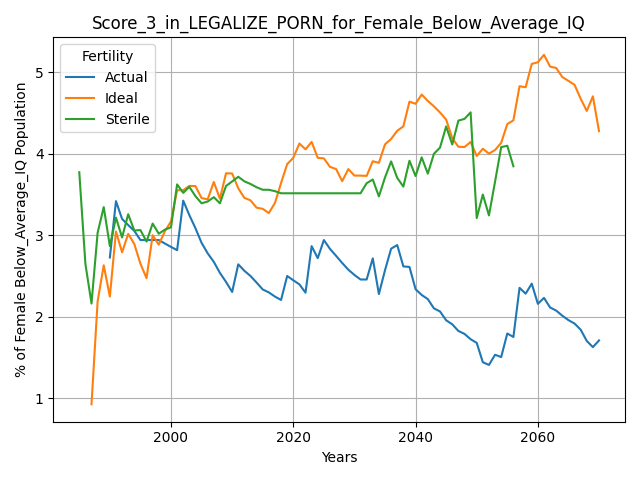 Score_3_in_LEGALIZE_PORN_for_Female_Below_Average_IQ
Fertility
Actual
Ideal
Sterile
% of Female Below_Average_IQ Population
5
4
3
2
1
2000
2020
2040
2060
Years